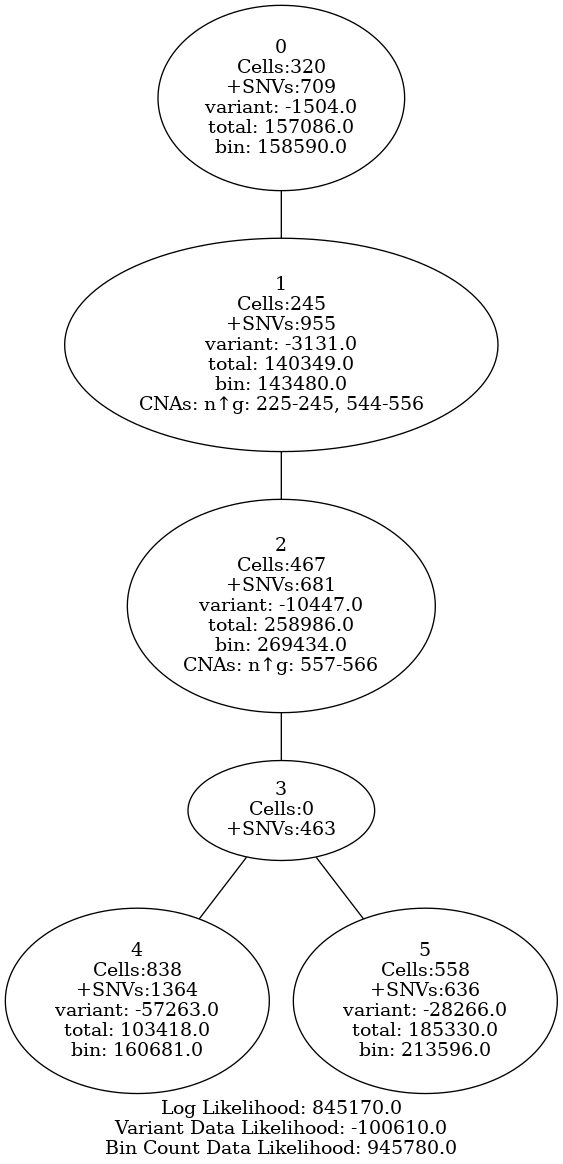 0
Cells:320
+SNVs:709
variant: -1504.0
total: 157086.0
bin: 158590.0
1
Cells:245
+SNVs:955
variant: -3131.0
total: 140349.0
bin: 143480.0
CNAs: n↑g: 225-245, 544-556
2
Cells:467
+SNVs:681
variant: -10447.0
total: 258986.0
bin: 269434.0
CNAs: n↑g: 557-566
3
Cells:0
+SNVs:463
4
Cells:838
+SNVs:1364
variant: -57263.0
total: 103418.0
bin: 160681.0
5
Cells:558
+SNVs:636
variant: -28266.0
total: 185330.0
bin: 213596.0
Log Likelihood: 845170.0
Variant Data Likelihood: -100610.0
Bin Count Data Likelihood: 945780.0